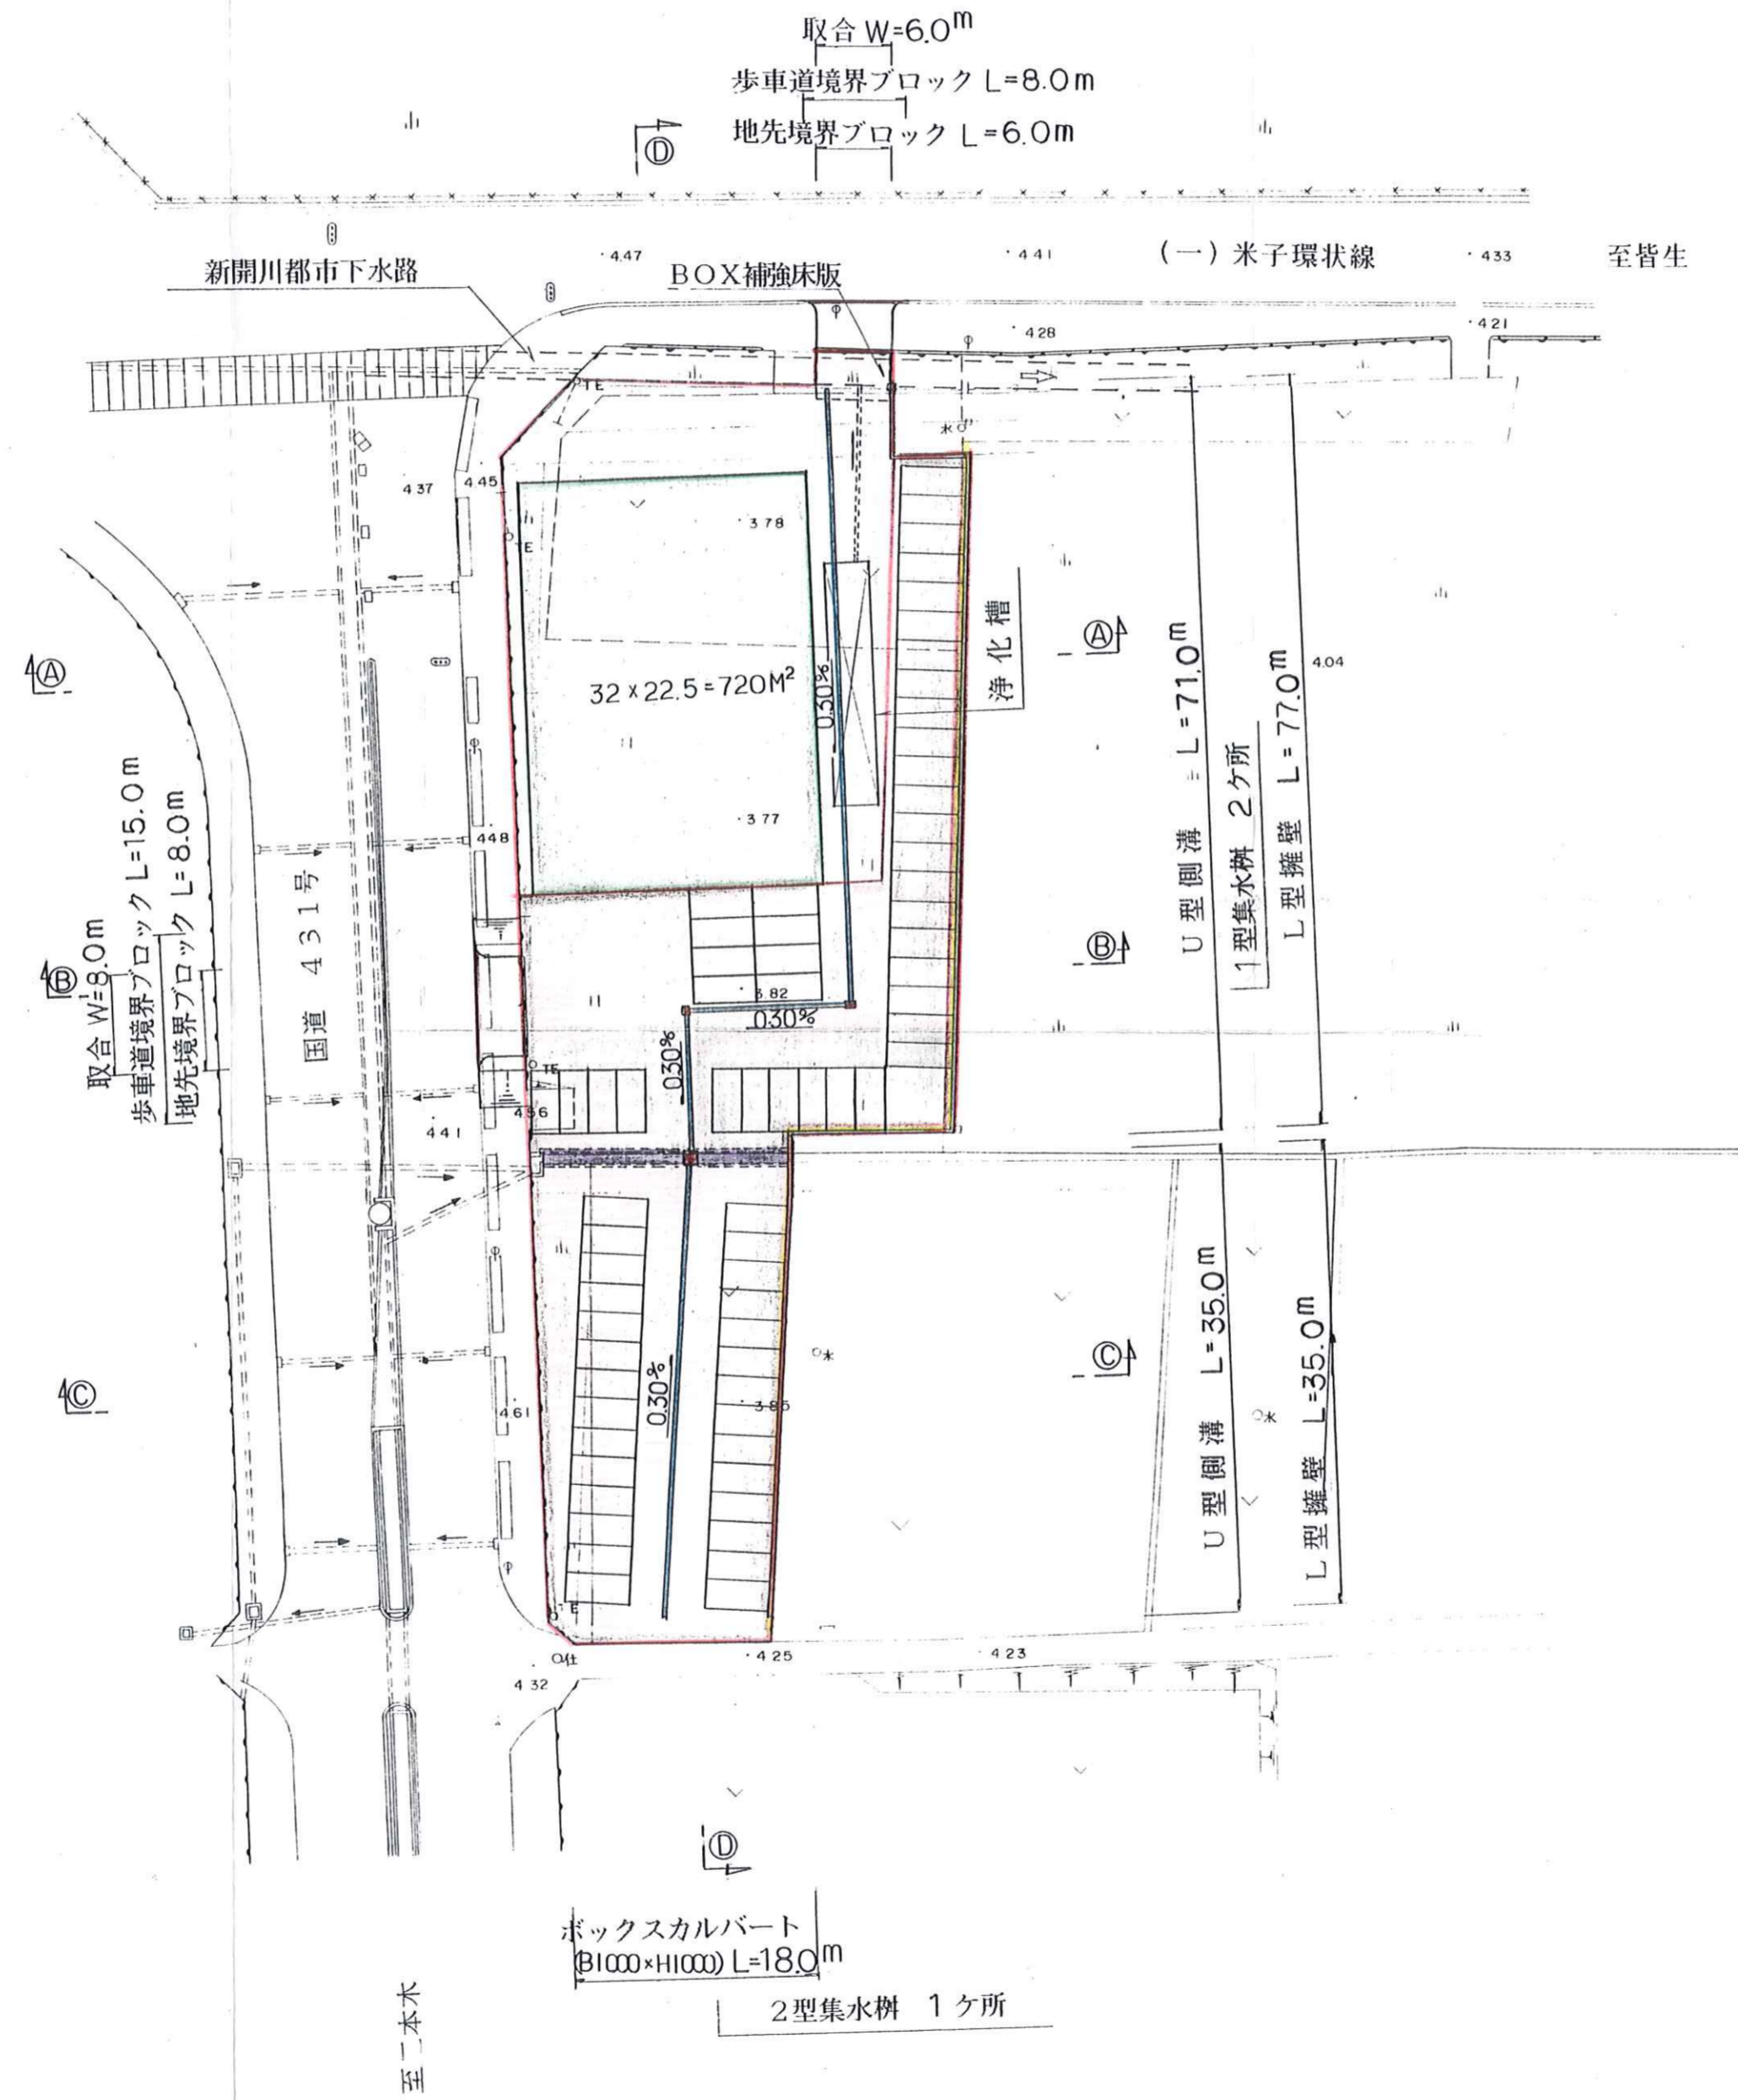 取合 W=6.0m
歩車道境界ブロック L=8.0m
地先境界ブロック L=6.0m
Ⓓ
新開川都市下水路
4.47
BOX補強床版
4.41
(一)米子環状線
4.33
至皆生
4.28
4.21
TE
水
4.37
4.45
3.78
TE
浄化槽
Ⓐ
Ⓐ
32×22.5=720M²
0.30%
4.04
U型側溝 L=71.0m
1型集水桝 2ケ所
L型擁壁 L=77.0m
3.77
4.48
国道 431号
取合 W=8.0m
歩車道境界ブロック L=15.0m
地先境界ブロック L=8.0m
Ⓑ
Ⓑ
3.82
0.30%
0.30%
TE
4.56
4.41
U型側溝 L=35.0m
L型擁壁 L=35.0m
Ⓒ
Ⓒ
水
水
0.30%
3.85
4.61
TE
仕
4.25
4.23
4.32
Ⓓ
ボックスカルバート
(B1000×H1000) L=18.0m
2型集水桝 1ケ所
至二本木